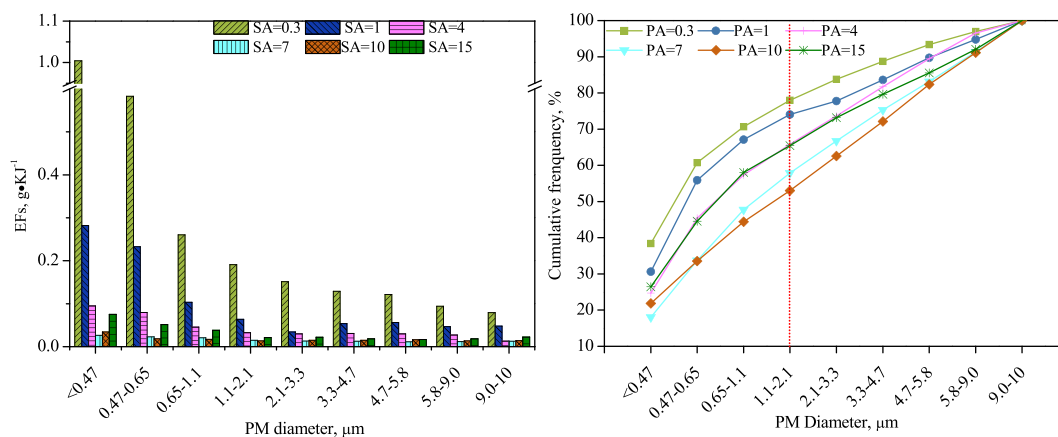 1.1
1.0
0.4
0.2
0.0
EFs, g•KJ⁻¹
SA=0.3 SA=1 SA=4
SA=7 SA=10 SA=15
<0.47 0.47-0.65 0.65-1.1 1.1-2.1 2.1-3.3 3.3-4.7 4.7-5.8 5.8-9.0 9.0-10
PM diameter, μm
100
90
80
70
60
50
40
30
20
10
Cumulative frenquency, %
PA=0.3 PA=1 PA=4
PA=7 PA=10 PA=15
<0.47 0.47-0.65 0.65-1.1 1.1-2.1 2.1-3.3 3.3-4.7 4.7-5.8 5.8-9.0 9.0-10
PM Diameter, μm